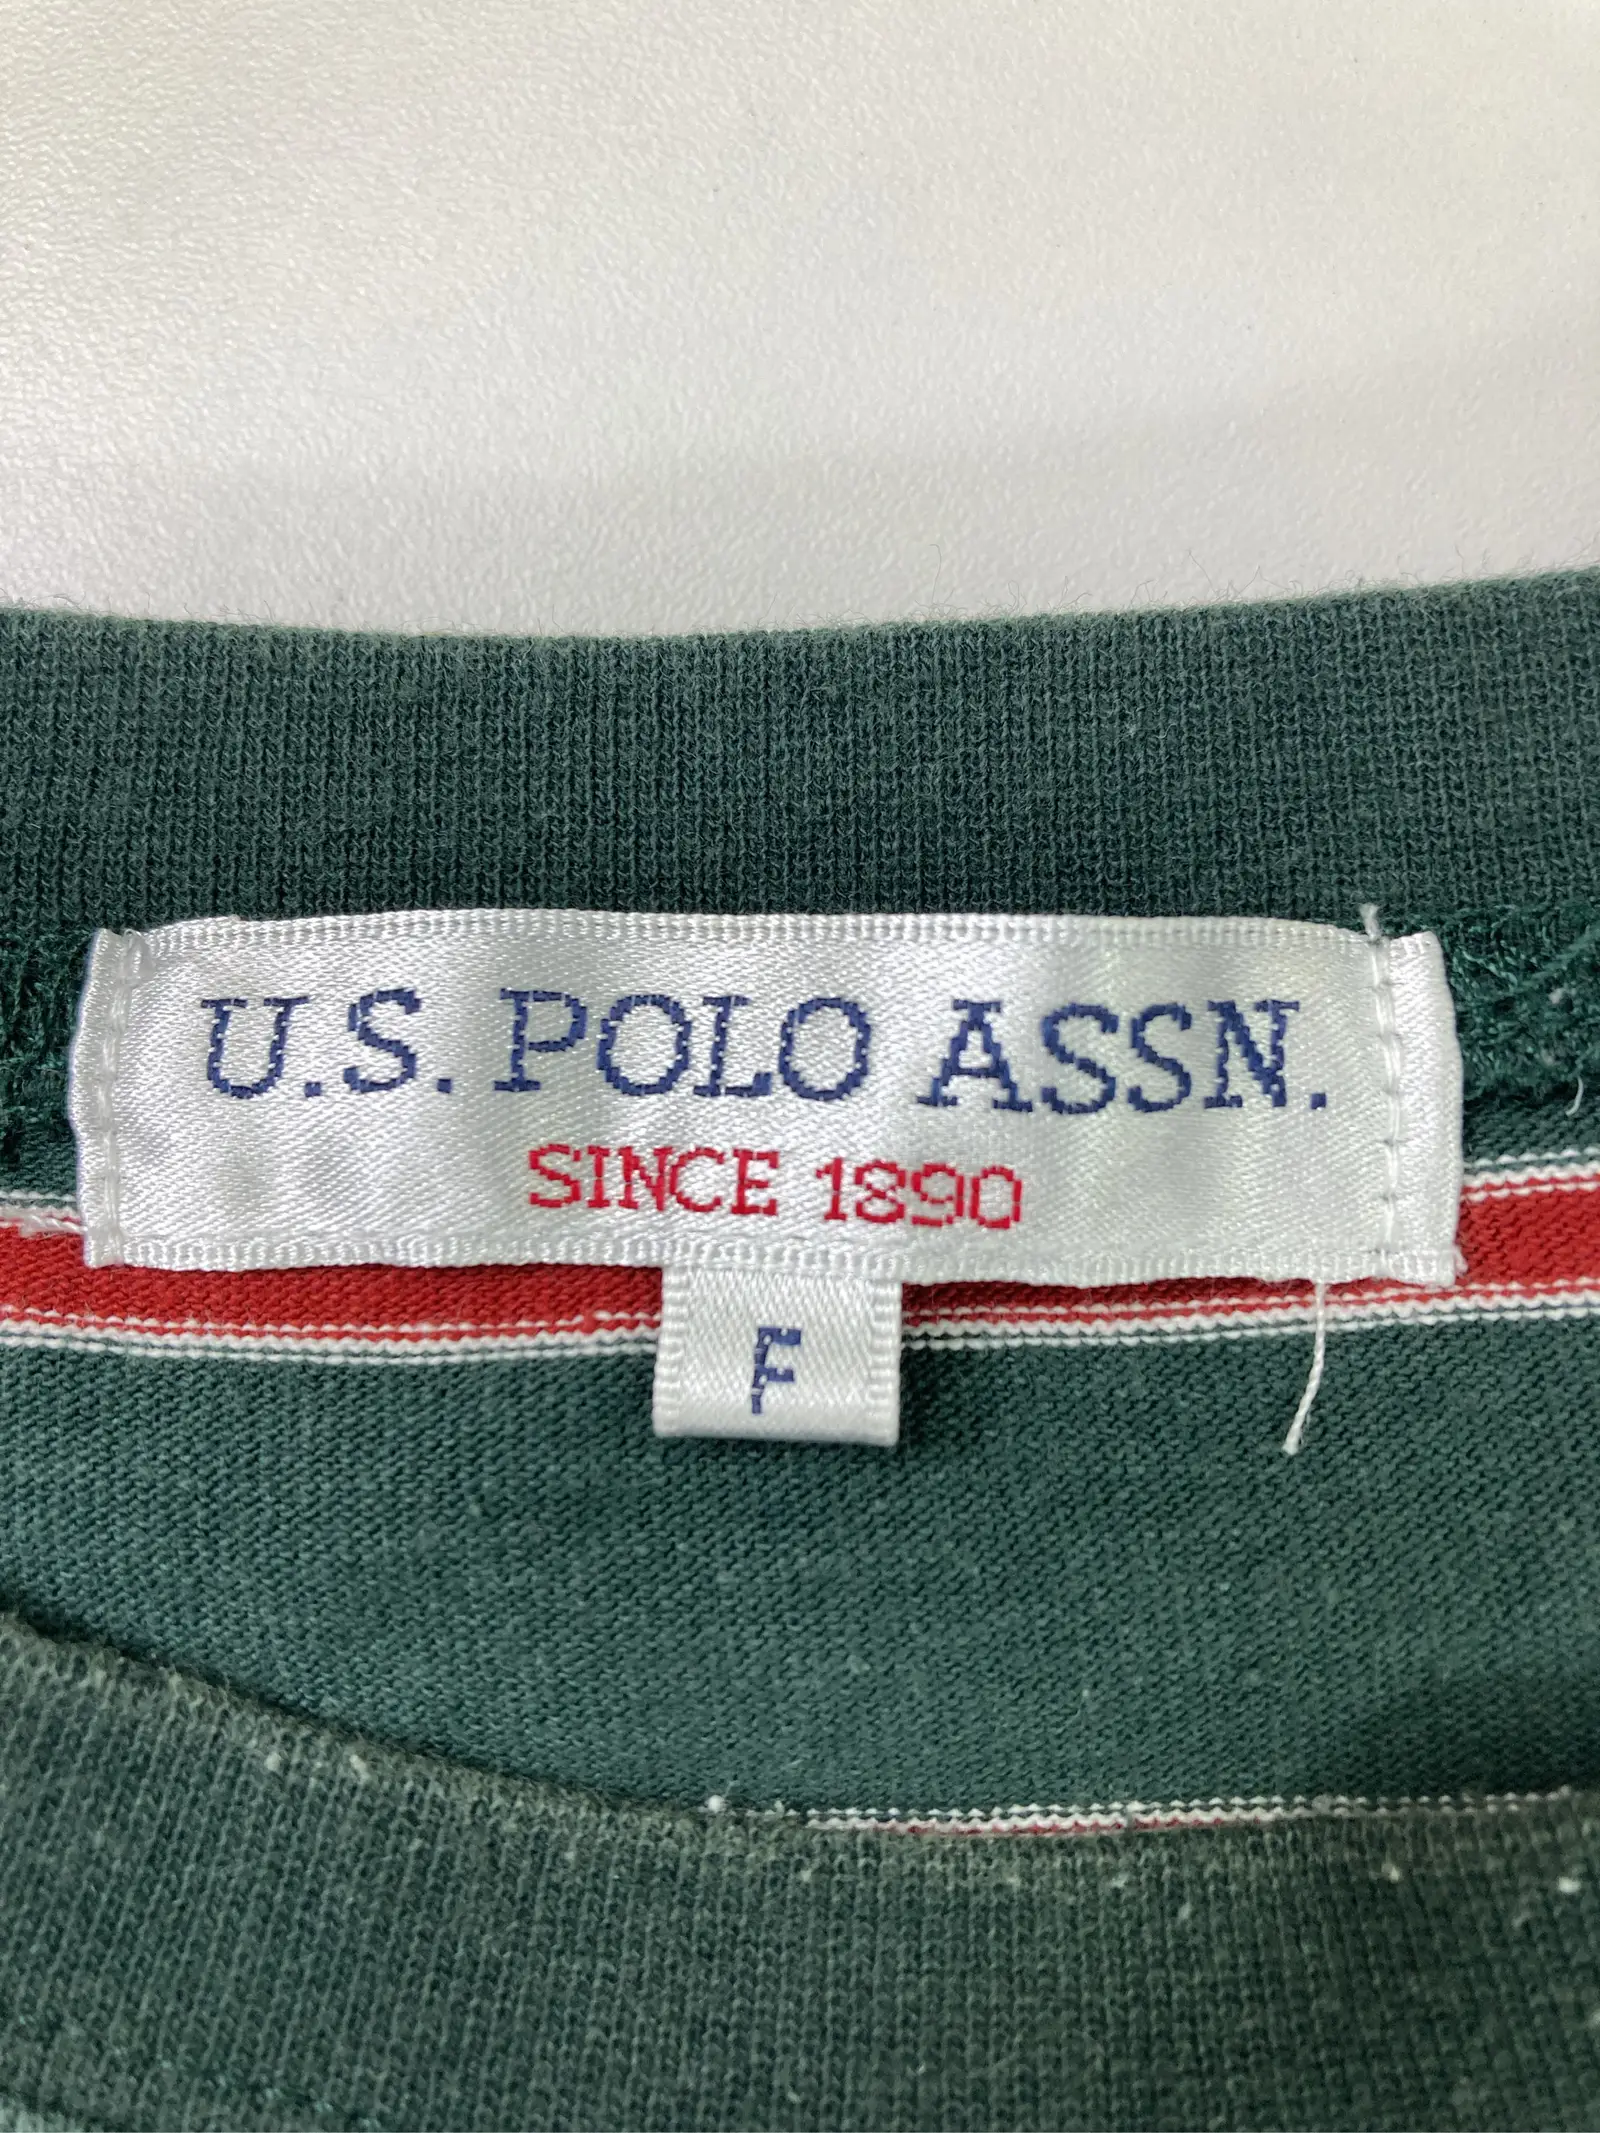 U.S. POLO ASSN.
SINCE 1890
F